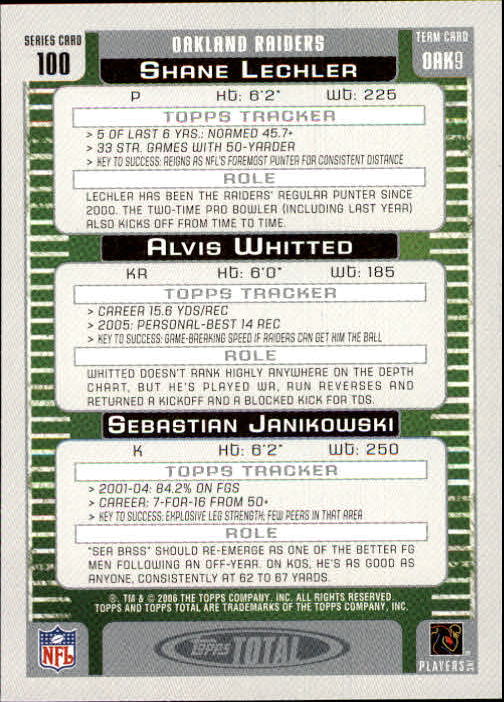 SERIES CARD
100
OAKLAND RAIDERS
TEAM CARD
OAK9
SHANE LECHLER
P Ht: 6'2" Wt: 225
TOPPS TRACKER
> 5 OF LAST 6 YRS.: NORMED 45.7+
> 33 STR. GAMES WITH 50-YARDER
> KEY TO SUCCESS: REIGNS AS NFL'S FOREMOST PUNTER FOR CONSISTENT DISTANCE
ROLE
LECHLER HAS BEEN THE RAIDERS' REGULAR PUNTER SINCE
2000. THE TWO-TIME PRO BOWLER (INCLUDING LAST YEAR)
ALSO KICKS OFF FROM TIME TO TIME.
ALVIS WHITTED
KR Ht: 6'0" Wt: 185
TOPPS TRACKER
> CAREER 15.6 YDS/REC
> 2005: PERSONAL-BEST 14 REC
> KEY TO SUCCESS: GAME-BREAKING SPEED IF RAIDERS CAN GET HIM THE BALL
ROLE
WHITTED DOESN'T RANK HIGHLY ANYWHERE ON THE DEPTH
CHART, BUT HE'S PLAYED WR, RUN REVERSES AND
RETURNED A KICKOFF AND A BLOCKED KICK FOR TDS.
SEBASTIAN JANIKOWSKI
K Ht: 6'2" Wt: 250
TOPPS TRACKER
> 2001-04: 84.2% ON FGS
> CAREER: 7-FOR-16 FROM 50+
> KEY TO SUCCESS: EXPLOSIVE LEG STRENGTH; FEW PEERS IN THAT AREA
ROLE
"SEA BASS" SHOULD RE-EMERGE AS ONE OF THE BETTER FG
MEN FOLLOWING AN OFF-YEAR. ON KOS, HE'S AS GOOD AS
ANYONE, CONSISTENTLY AT 62 TO 67 YARDS.
®, TM & © 2006 THE TOPPS COMPANY, INC. ALL RIGHTS RESERVED.
TOPPS AND TOPPS TOTAL ARE TRADEMARKS OF THE TOPPS COMPANY, INC.
NFL
TOPPS TOTAL
PLAYERS INC